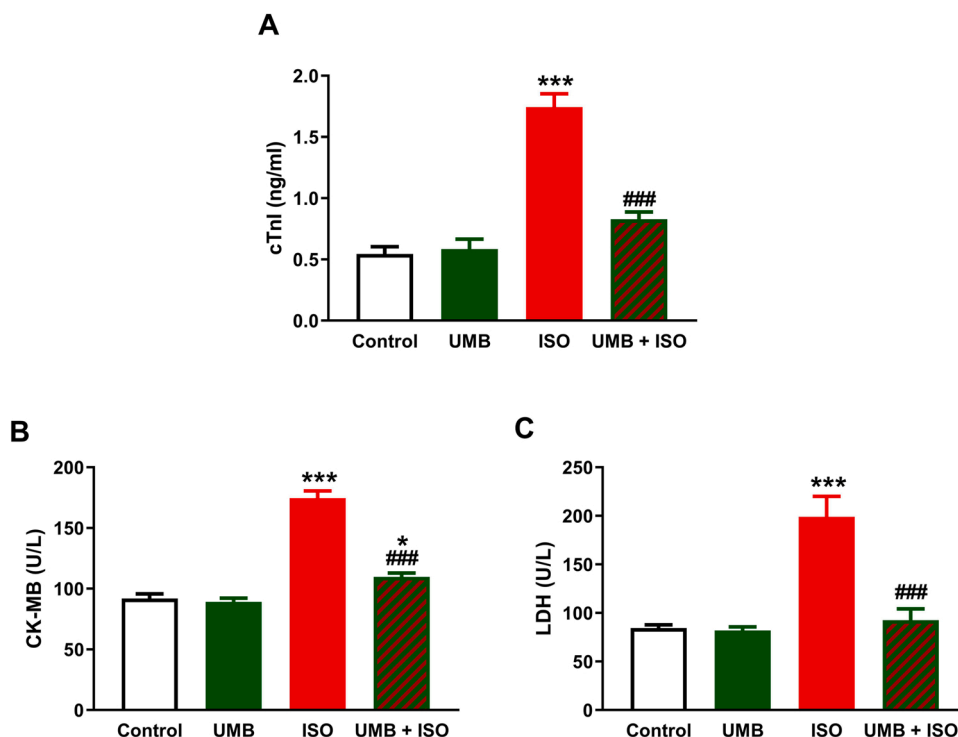 A
cTnI (ng/ml)
2.0
1.5
1.0
0.5
0.0
***
###
Control UMB ISO UMB + ISO
B
CK-MB (U/L)
200
150
100
50
0
***
*
###
Control UMB ISO UMB + ISO
C
LDH (U/L)
250
200
150
100
50
0
***
###
Control UMB ISO UMB + ISO